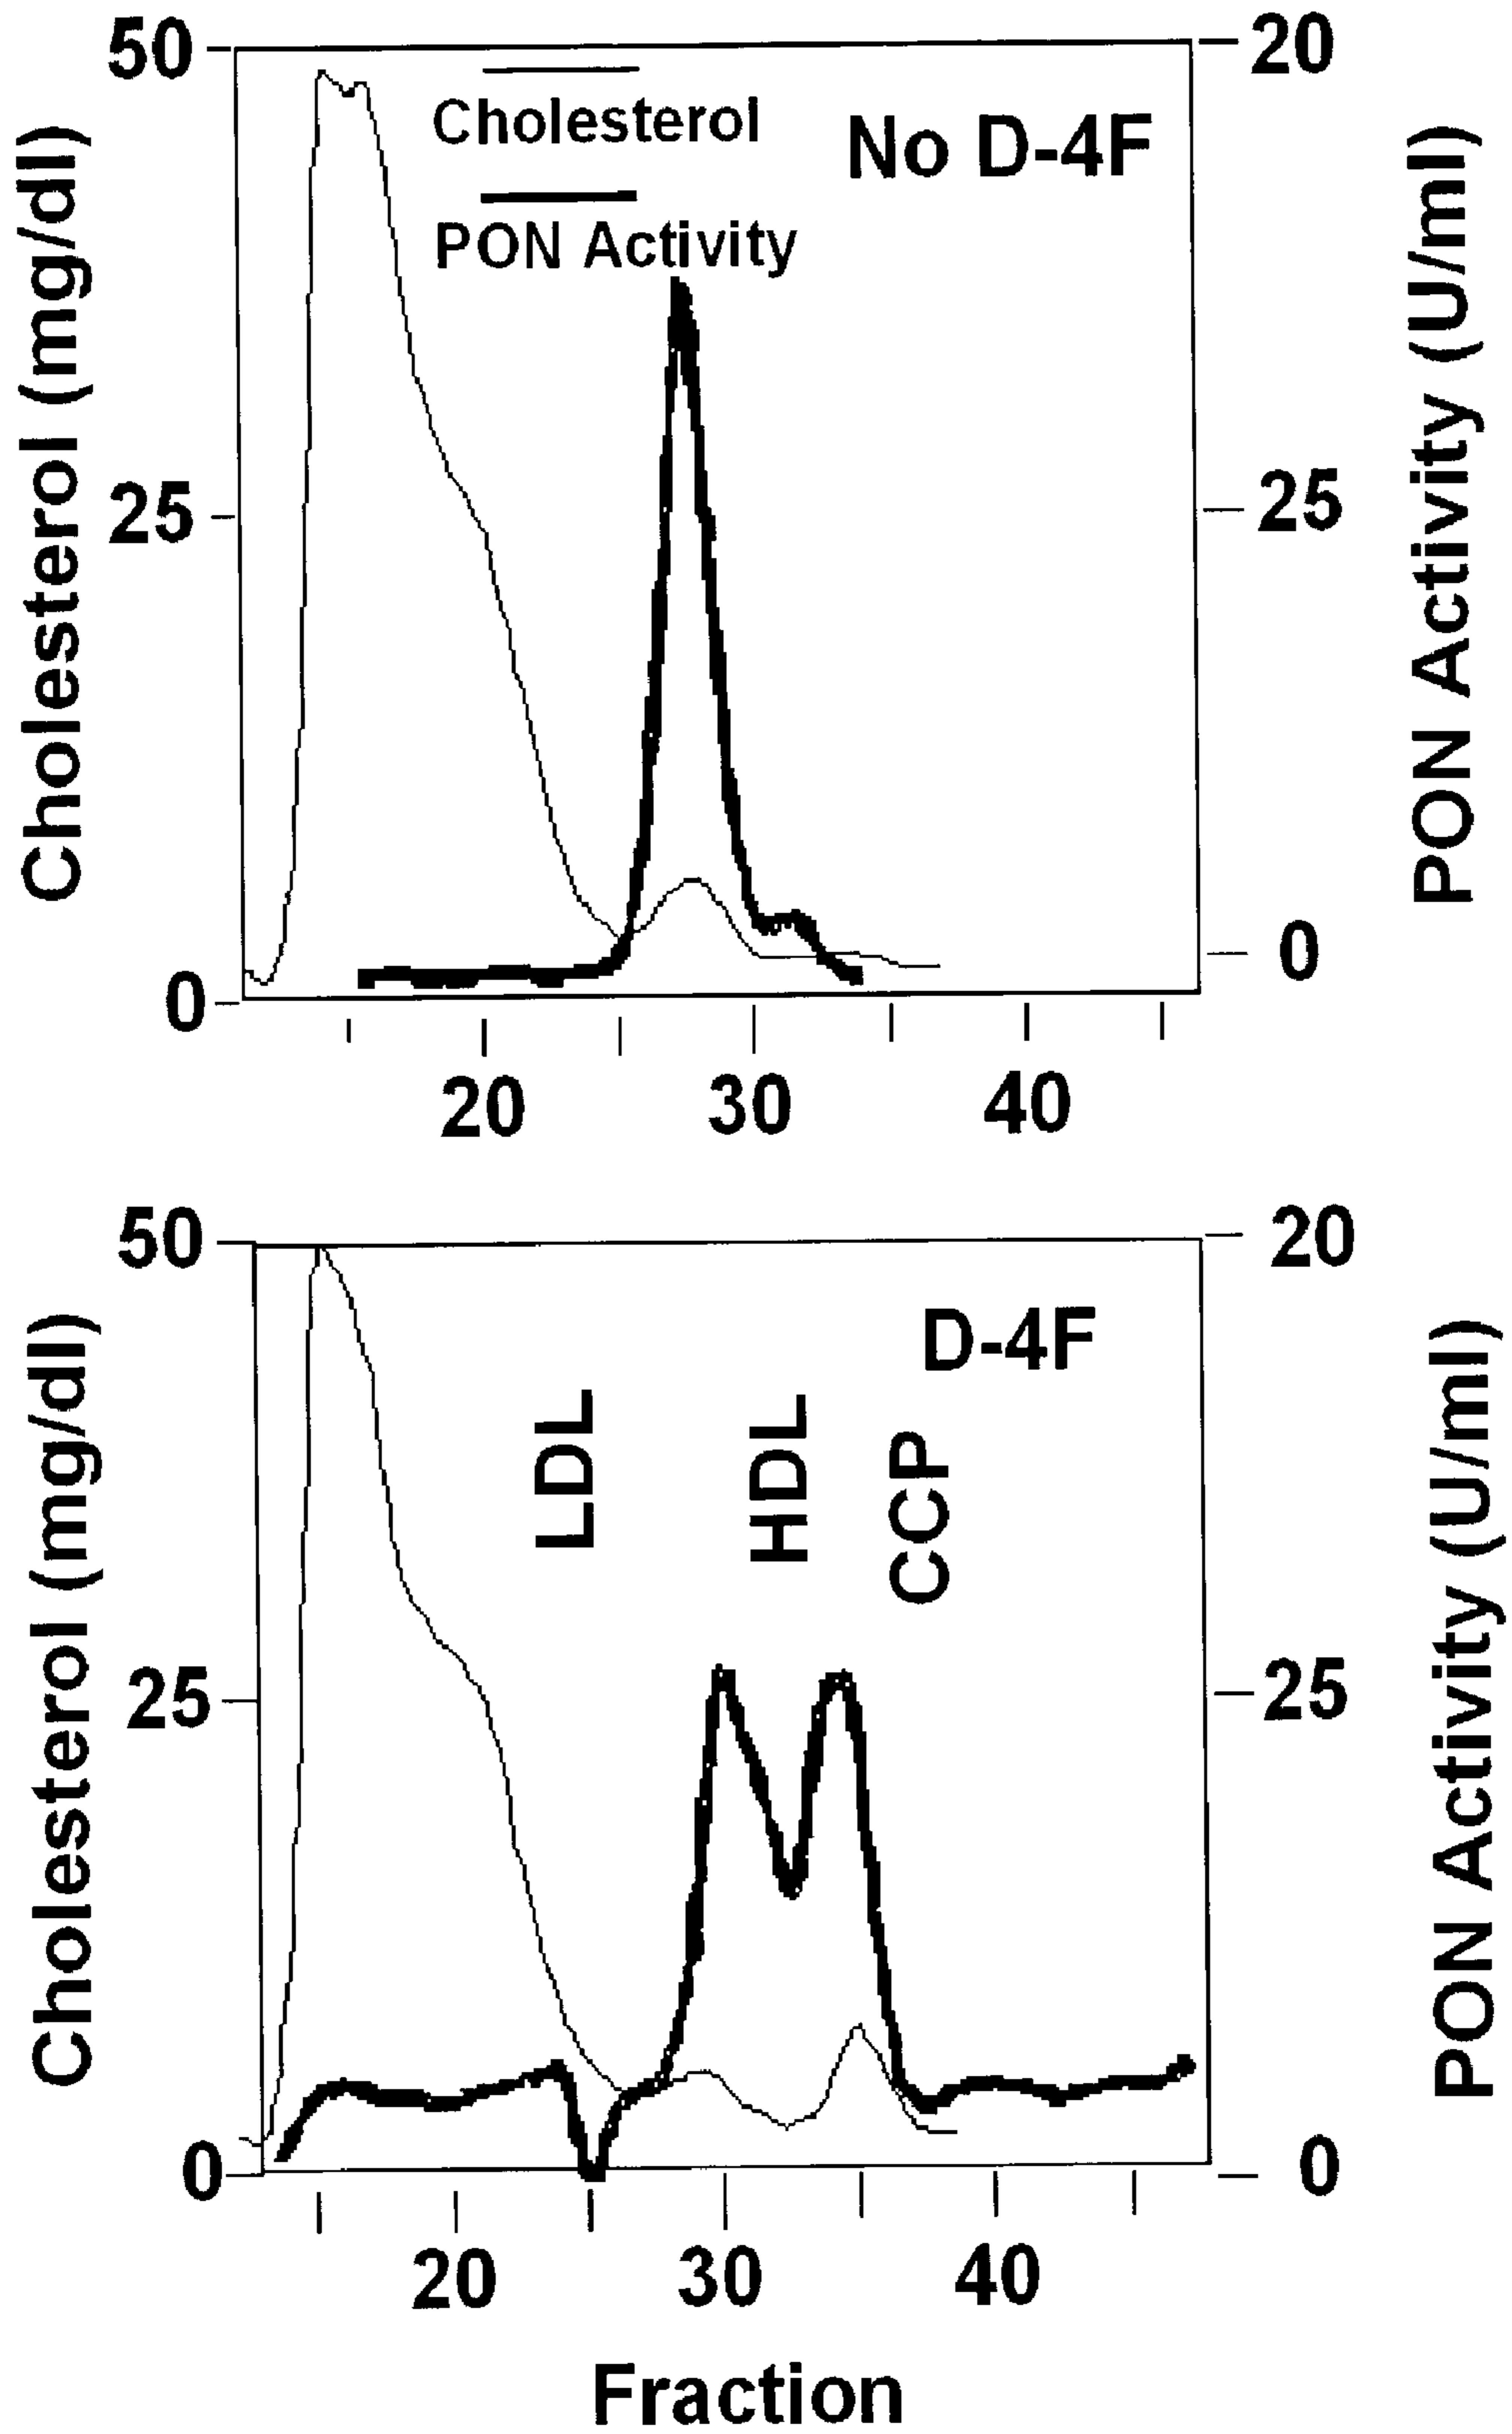 50
20
Cholesterol
No D-4F
PON Activity
Cholesterol (mg/dl)
PON Activity (U/ml)
25
25
0
0
20
30
40
50
20
D-4F
LDL
HDL
CCP
Cholesterol (mg/dl)
PON Activity (U/ml)
25
25
0
0
20
30
40
Fraction